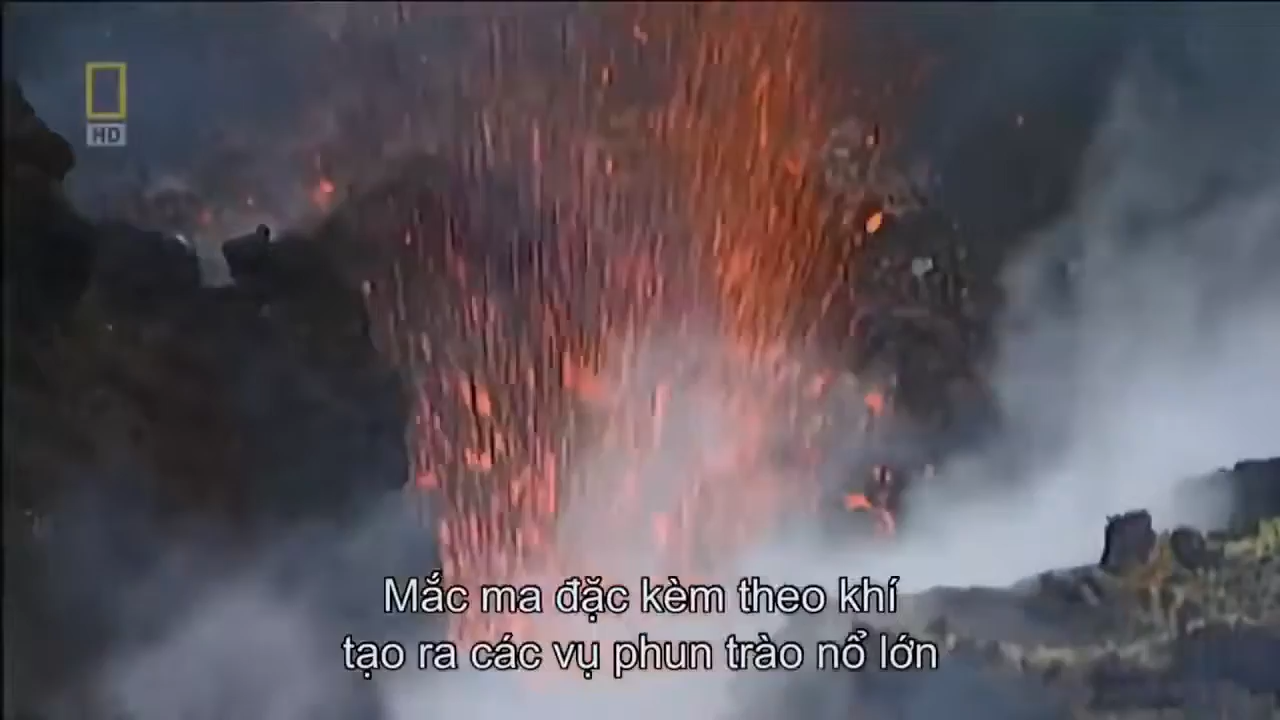 HD
Mắc ma đặc kèm theo khí
tạo ra các vụ phun trào nổ lớn